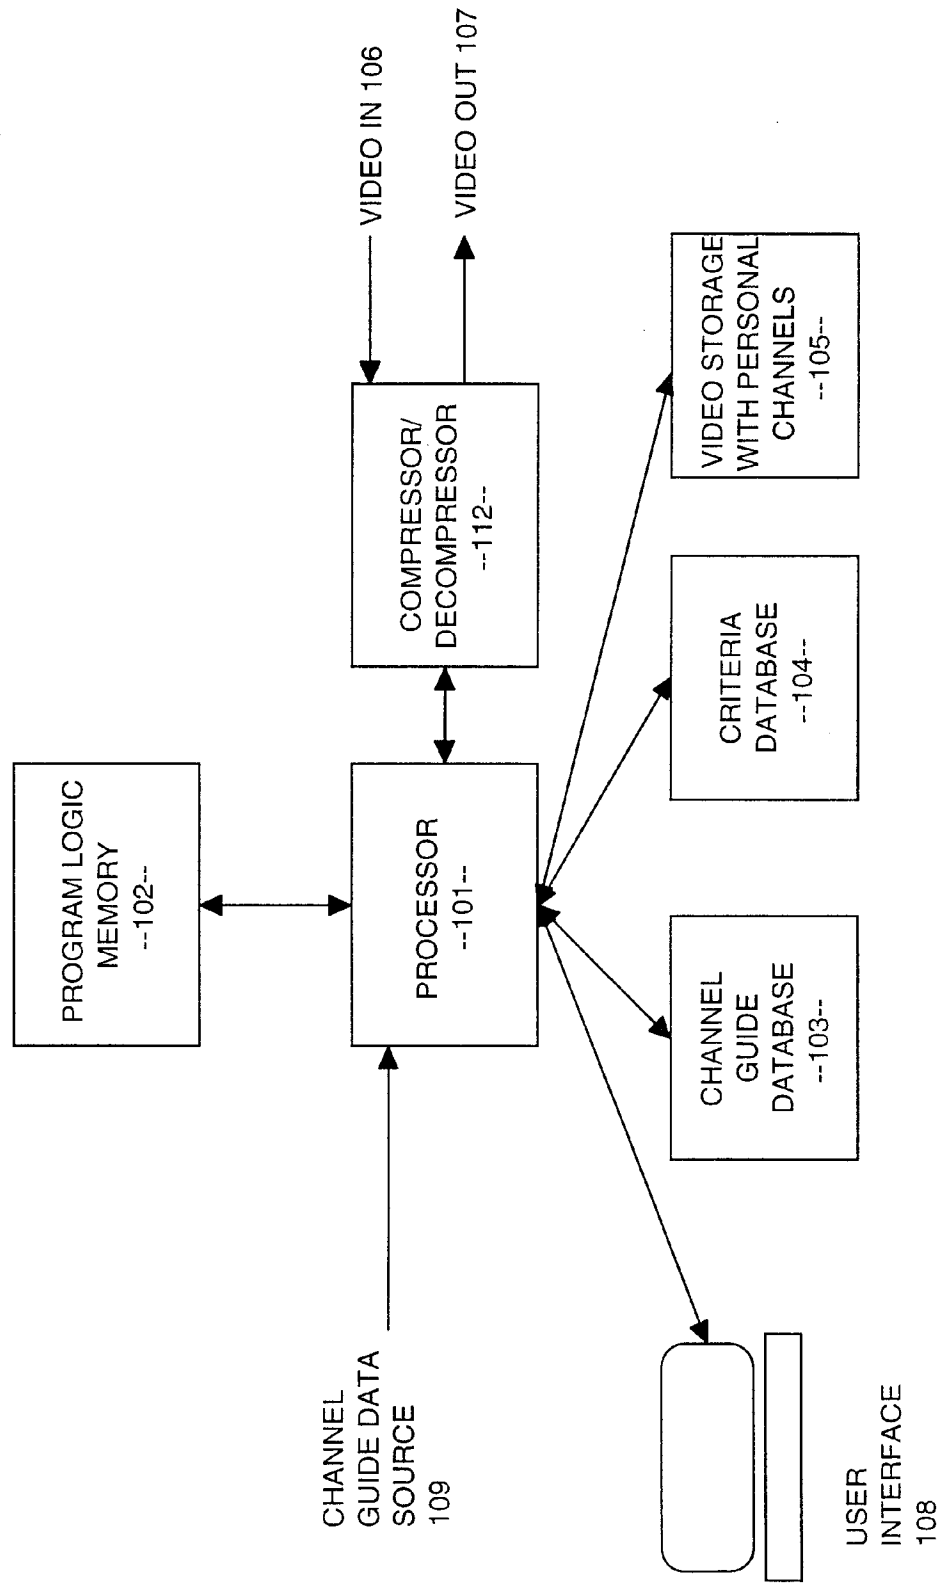 PROGRAM LOGIC
MEMORY
--102--
CHANNEL
GUIDE DATA
SOURCE
109
PROCESSOR
--101--
COMPRESSOR/
DECOMPRESSOR
--112--
VIDEO IN 106
VIDEO OUT 107
USER
INTERFACE
108
CHANNEL
GUIDE
DATABASE
--103--
CRITERIA
DATABASE
--104--
VIDEO STORAGE
WITH PERSONAL
CHANNELS
--105--